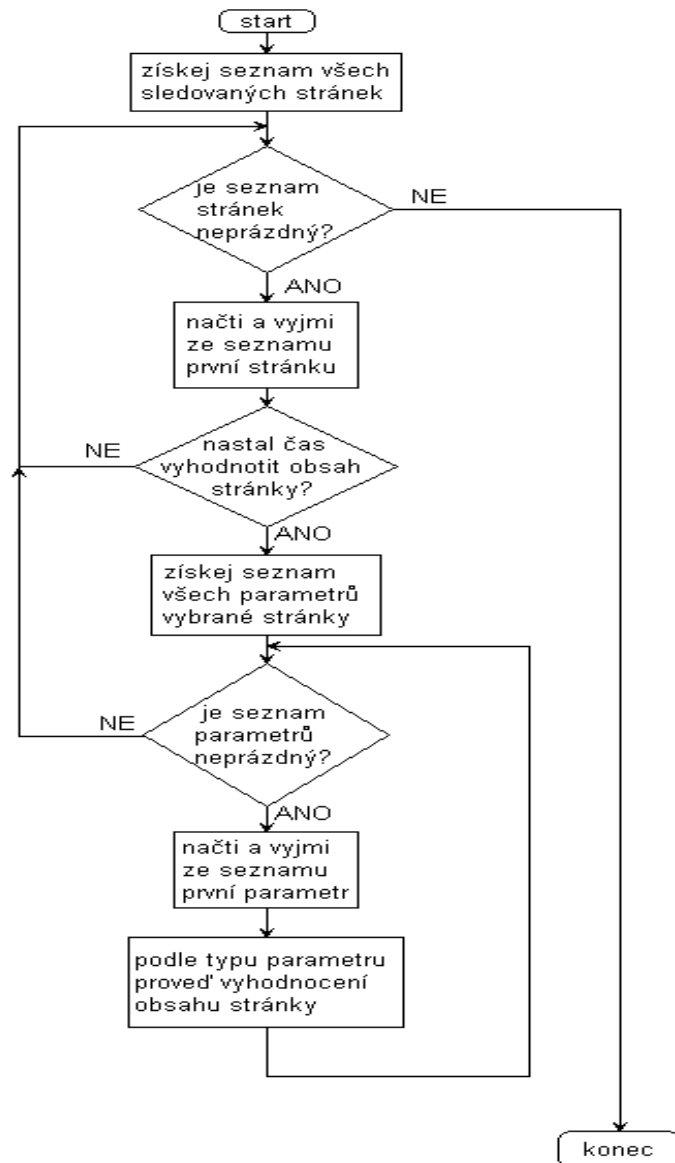 start
získej seznam všech
sledovaných stránek
je seznam
stránek
neprázdný?
NE
ANO
načti a vyjmi
ze seznamu
první stránku
NE
nastal čas
vyhodnotit obsah
stránky?
ANO
získej seznam
všech parametrů
vybrané stránky
NE
je seznam
parametrů
neprázdný?
ANO
načti a vyjmi
ze seznamu
první parametr
podle typu parametru
proveď vyhodnocení
obsahu stránky
konec